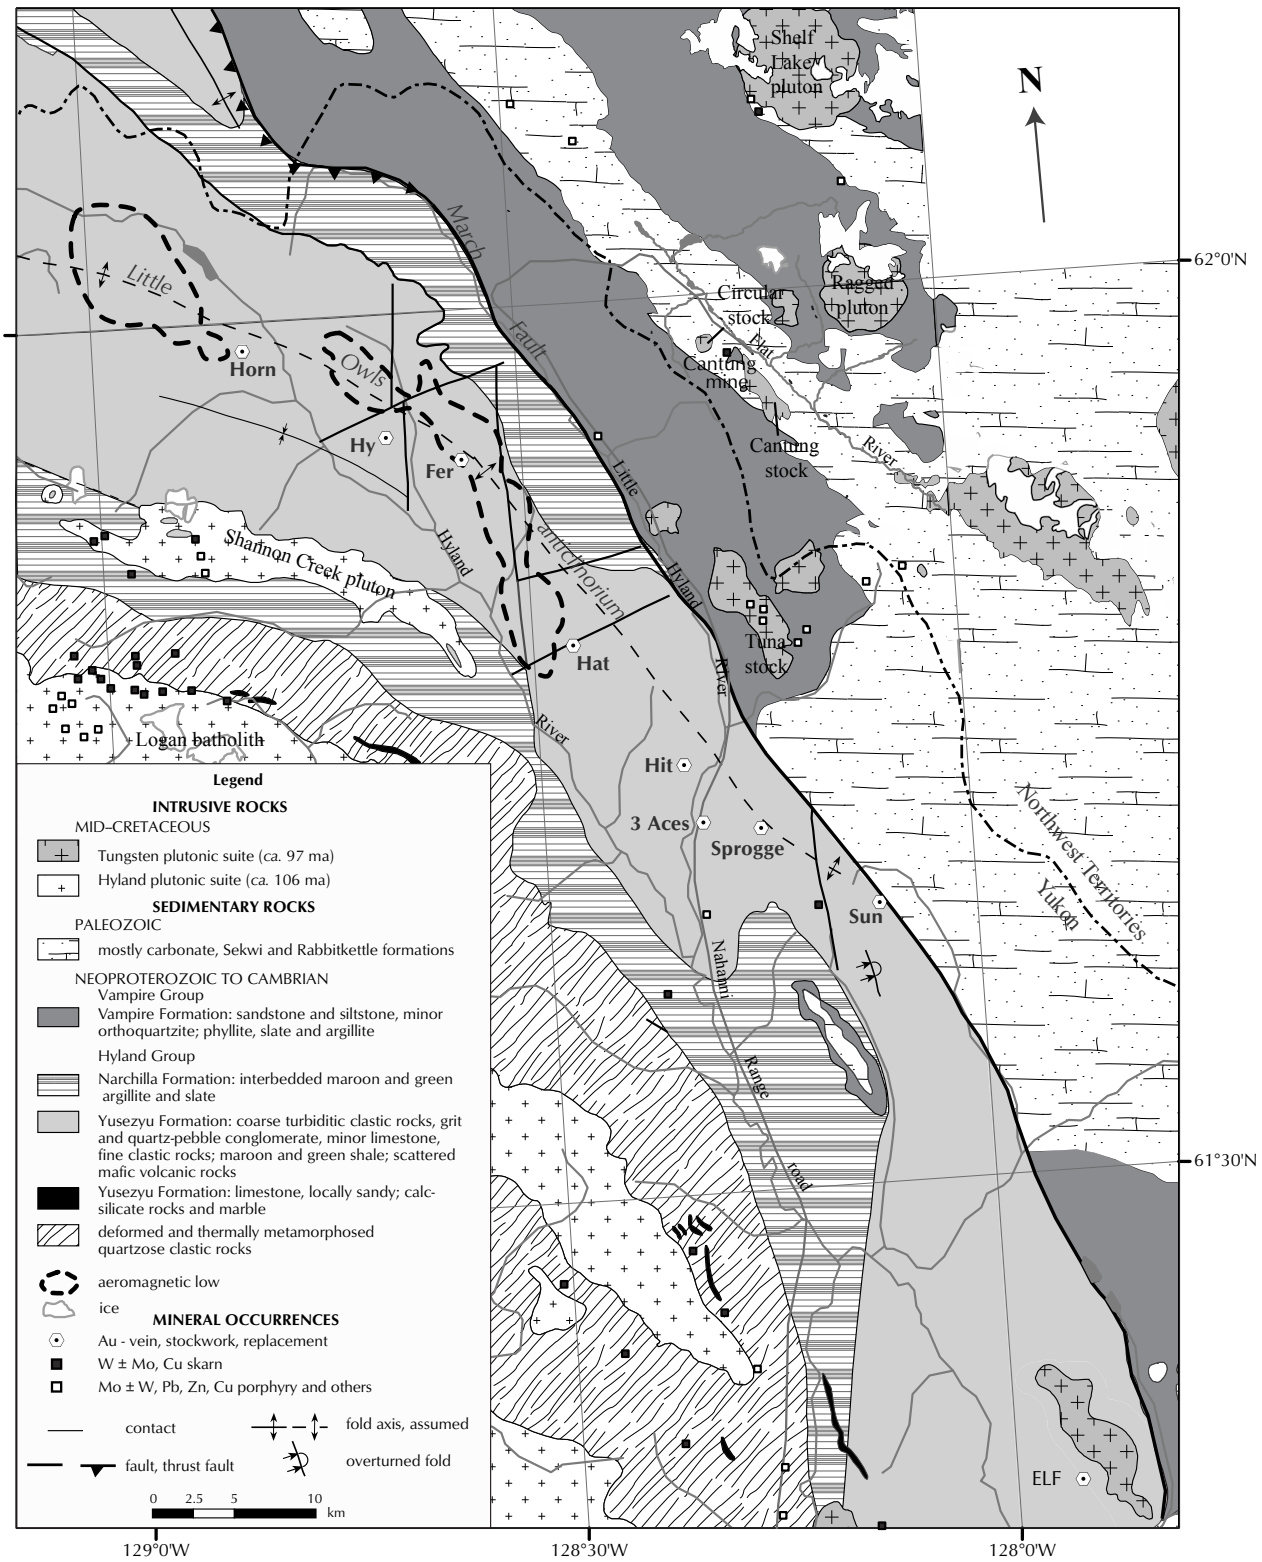 Shelf
Lake
pluton
N
March
62°0'N
Little
Circular
stock
Ragged
pluton
Fault
Flat
Horn
Owls
Cantung
mine
Hy
Fer
Cantung
stock
River
Little
Shannon Creek pluton
Hyland
anticlinorium
Hyland
Tuna
stock
Hat
River
River
Logan batholith
Hit
3 Aces
Sprogge
Northwest Territories
Yukon
Sun
Nahanni
Range
road
61°30'N
ELF
Legend
INTRUSIVE ROCKS
MID–CRETACEOUS
Tungsten plutonic suite (ca. 97 ma)
Hyland plutonic suite (ca. 106 ma)
SEDIMENTARY ROCKS
PALEOZOIC
mostly carbonate, Sekwi and Rabbitkettle formations
NEOPROTEROZOIC TO CAMBRIAN
Vampire Group
Vampire Formation: sandstone and siltstone, minor
orthoquartzite; phyllite, slate and argillite
Hyland Group
Narchilla Formation: interbedded maroon and green
argillite and slate
Yusezyu Formation: coarse turbiditic clastic rocks, grit
and quartz-pebble conglomerate, minor limestone,
fine clastic rocks; maroon and green shale; scattered
mafic volcanic rocks
Yusezyu Formation: limestone, locally sandy; calc-
silicate rocks and marble
deformed and thermally metamorphosed
quartzose clastic rocks
aeromagnetic low
ice
MINERAL OCCURRENCES
Au - vein, stockwork, replacement
W ± Mo, Cu skarn
Mo ± W, Pb, Zn, Cu porphyry and others
contact
fold axis, assumed
fault, thrust fault
overturned fold
0 2.5 5 10
km
129°0'W 128°30'W 128°0'W